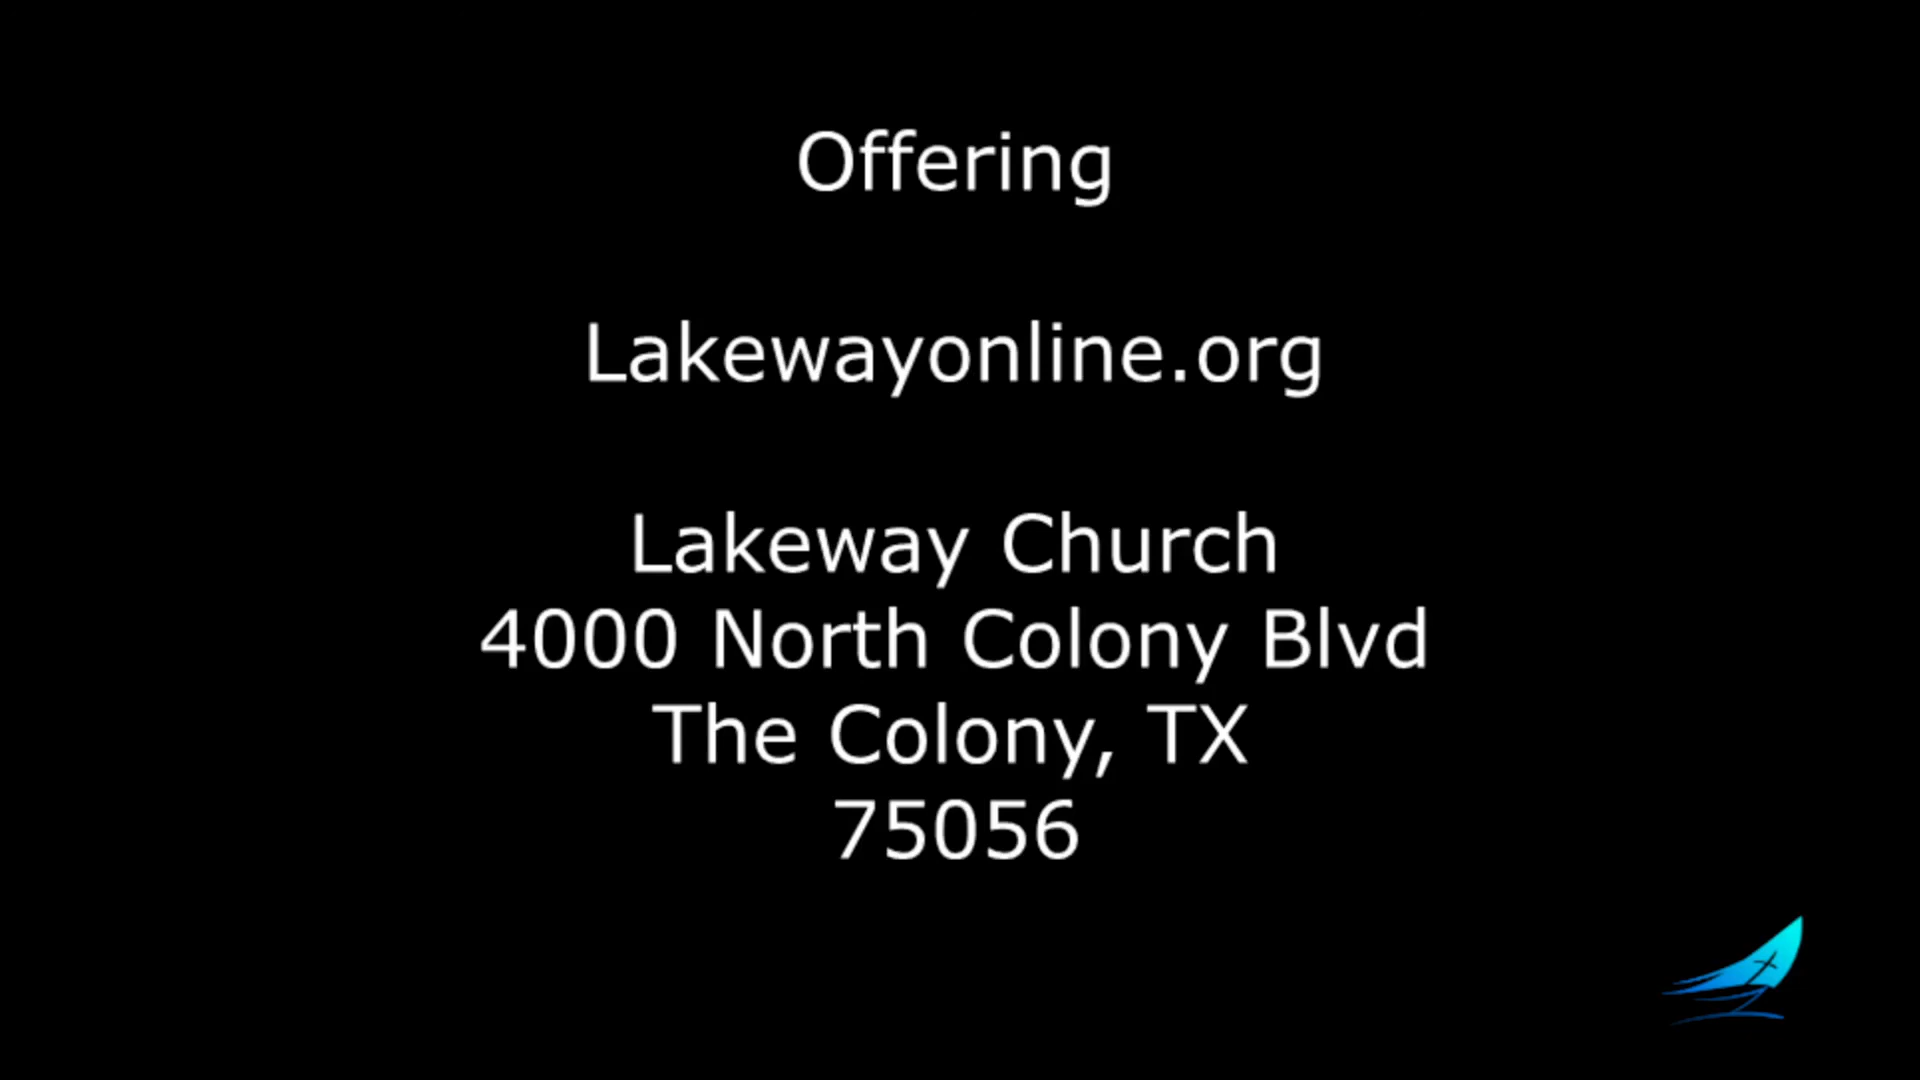 Offering
Lakewayonline.org
Lakeway Church
4000 North Colony Blvd
The Colony, TX
75056